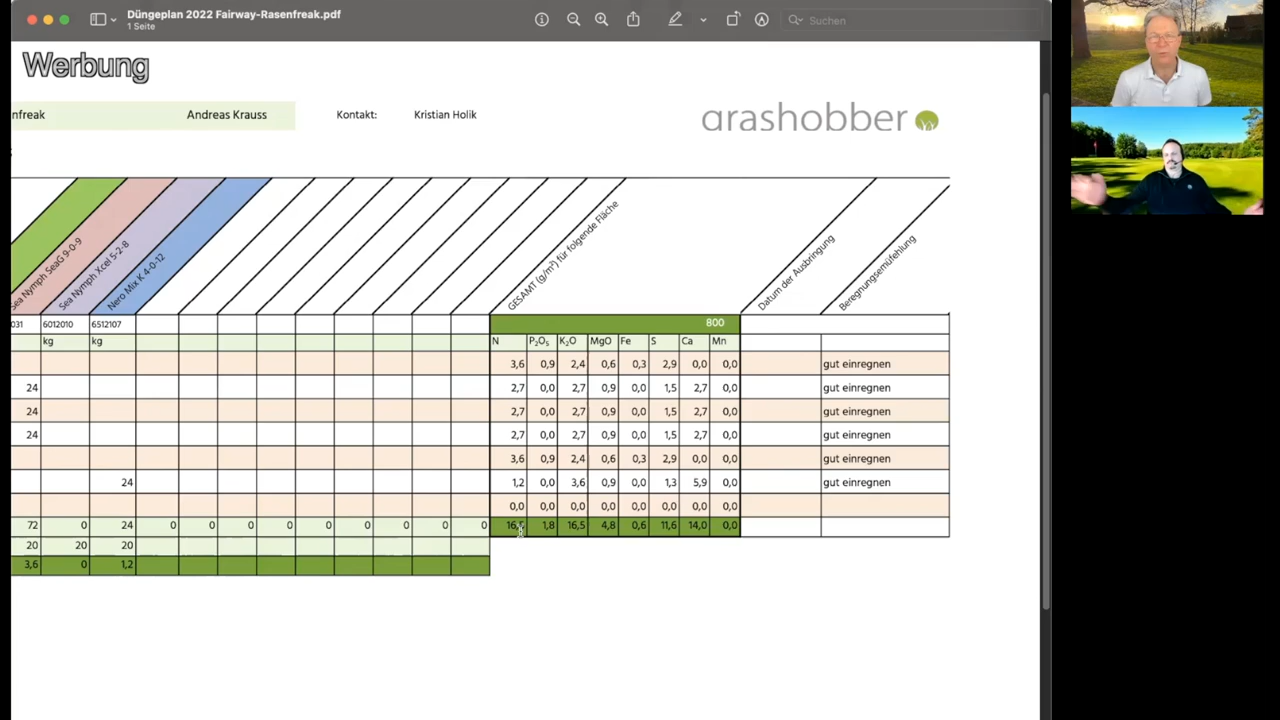 Düngeplan 2022 Fairway-Rasenfreak.pdf
1 Seite
Suchen
Werbung
nfreak Andreas Krauss Kontakt: Kristian Holik
grashobber
Sea Nymph SeaG 9-0-9
Sea Nymph Xcel 5-2-8
Nero Mix K 4-0-12
GESAMT (g/m²) für folgende Fläche
Datum der Ausbringung
Beregnungsemüfehlung
031 6012010 6512107 800
kg kg N P₂O₅ K₂O MgO Fe S Ca Mn
3,6 0,9 2,4 0,6 0,3 2,9 0,0 0,0 gut einregnen
24 2,7 0,0 2,7 0,9 0,0 1,5 2,7 0,0 gut einregnen
24 2,7 0,0 2,7 0,9 0,0 1,5 2,7 0,0 gut einregnen
24 2,7 0,0 2,7 0,9 0,0 1,5 2,7 0,0 gut einregnen
3,6 0,9 2,4 0,6 0,3 2,9 0,0 0,0 gut einregnen
24 1,2 0,0 3,6 0,9 0,0 1,3 5,9 0,0 gut einregnen
0,0 0,0 0,0 0,0 0,0 0,0 0,0 0,0
72 0 24 0 0 0 0 0 0 0 0 0 1,8 16,5 4,8 0,6 11,6 14,0 0,0
20 20 20
3,6 0 1,2